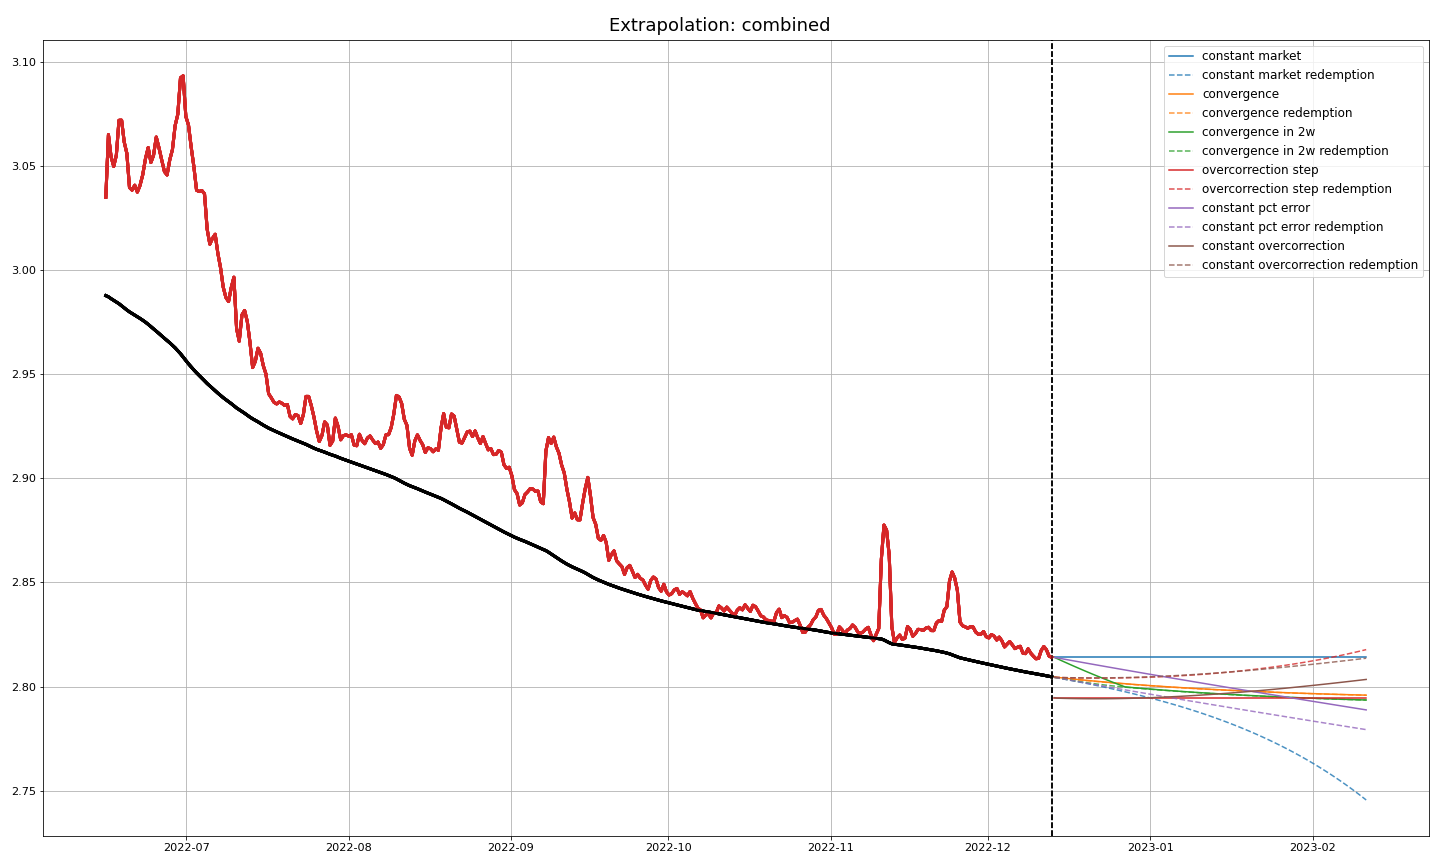 Extrapolation: combined
3.10
3.05
3.00
2.95
2.90
2.85
2.80
2.75
constant market
constant market redemption
convergence
convergence redemption
convergence in 2w
convergence in 2w redemption
overcorrection step
overcorrection step redemption
constant pct error
constant pct error redemption
constant overcorrection
constant overcorrection redemption
2022-07
2022-08
2022-09
2022-10
2022-11
2022-12
2023-01
2023-02